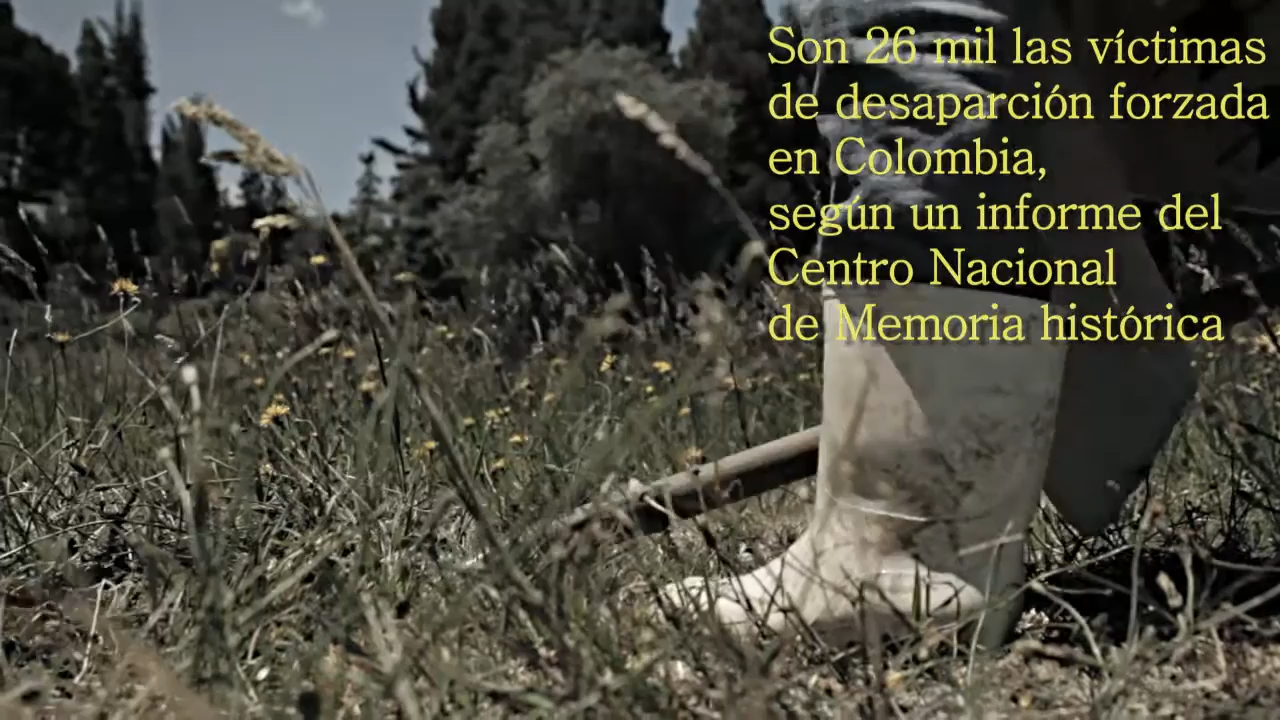 Son 26 mil las víctimas
de desaparción forzada
en Colombia,
según un informe del
Centro Nacional
de Memoria histórica